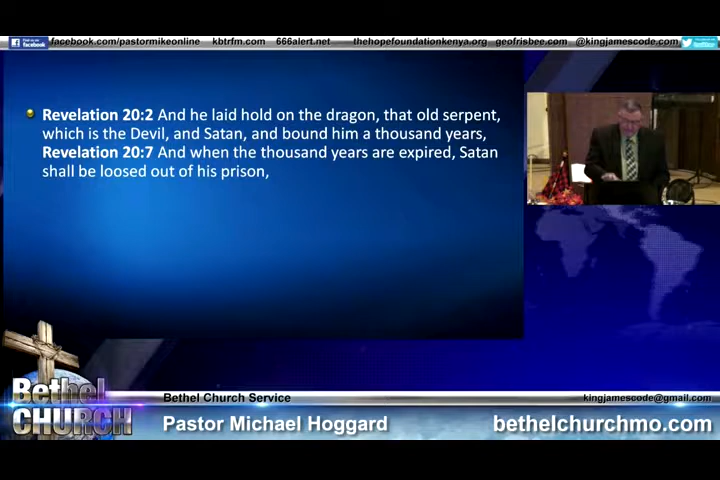 facebook.com/pastormikeonline kbtrfm.com 666alert.net thehopefoundationkenya.org geofrisbee.com @kingjamescode.com
Revelation 20:2 And he laid hold on the dragon, that old serpent,
which is the Devil, and Satan, and bound him a thousand years,
Revelation 20:7 And when the thousand years are expired, Satan
shall be loosed out of his prison,
Bethel
CHURCH
Bethel Church Service
kingjamescode@gmail.com
Pastor Michael Hoggard
bethelchurchmo.com